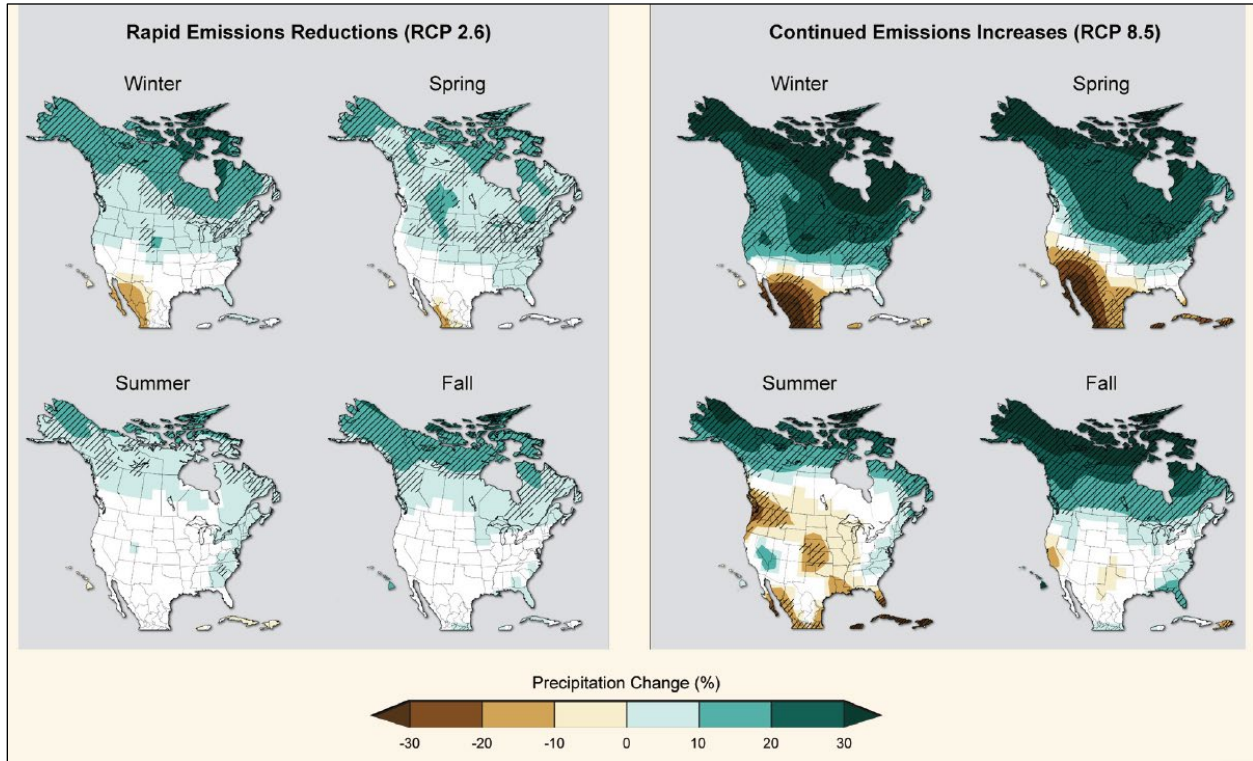 Rapid Emissions Reductions (RCP 2.6)
Winter
Spring
Summer
Fall
Continued Emissions Increases (RCP 8.5)
Winter
Spring
Summer
Fall
Precipitation Change (%)
-30 -20 -10 0 10 20 30